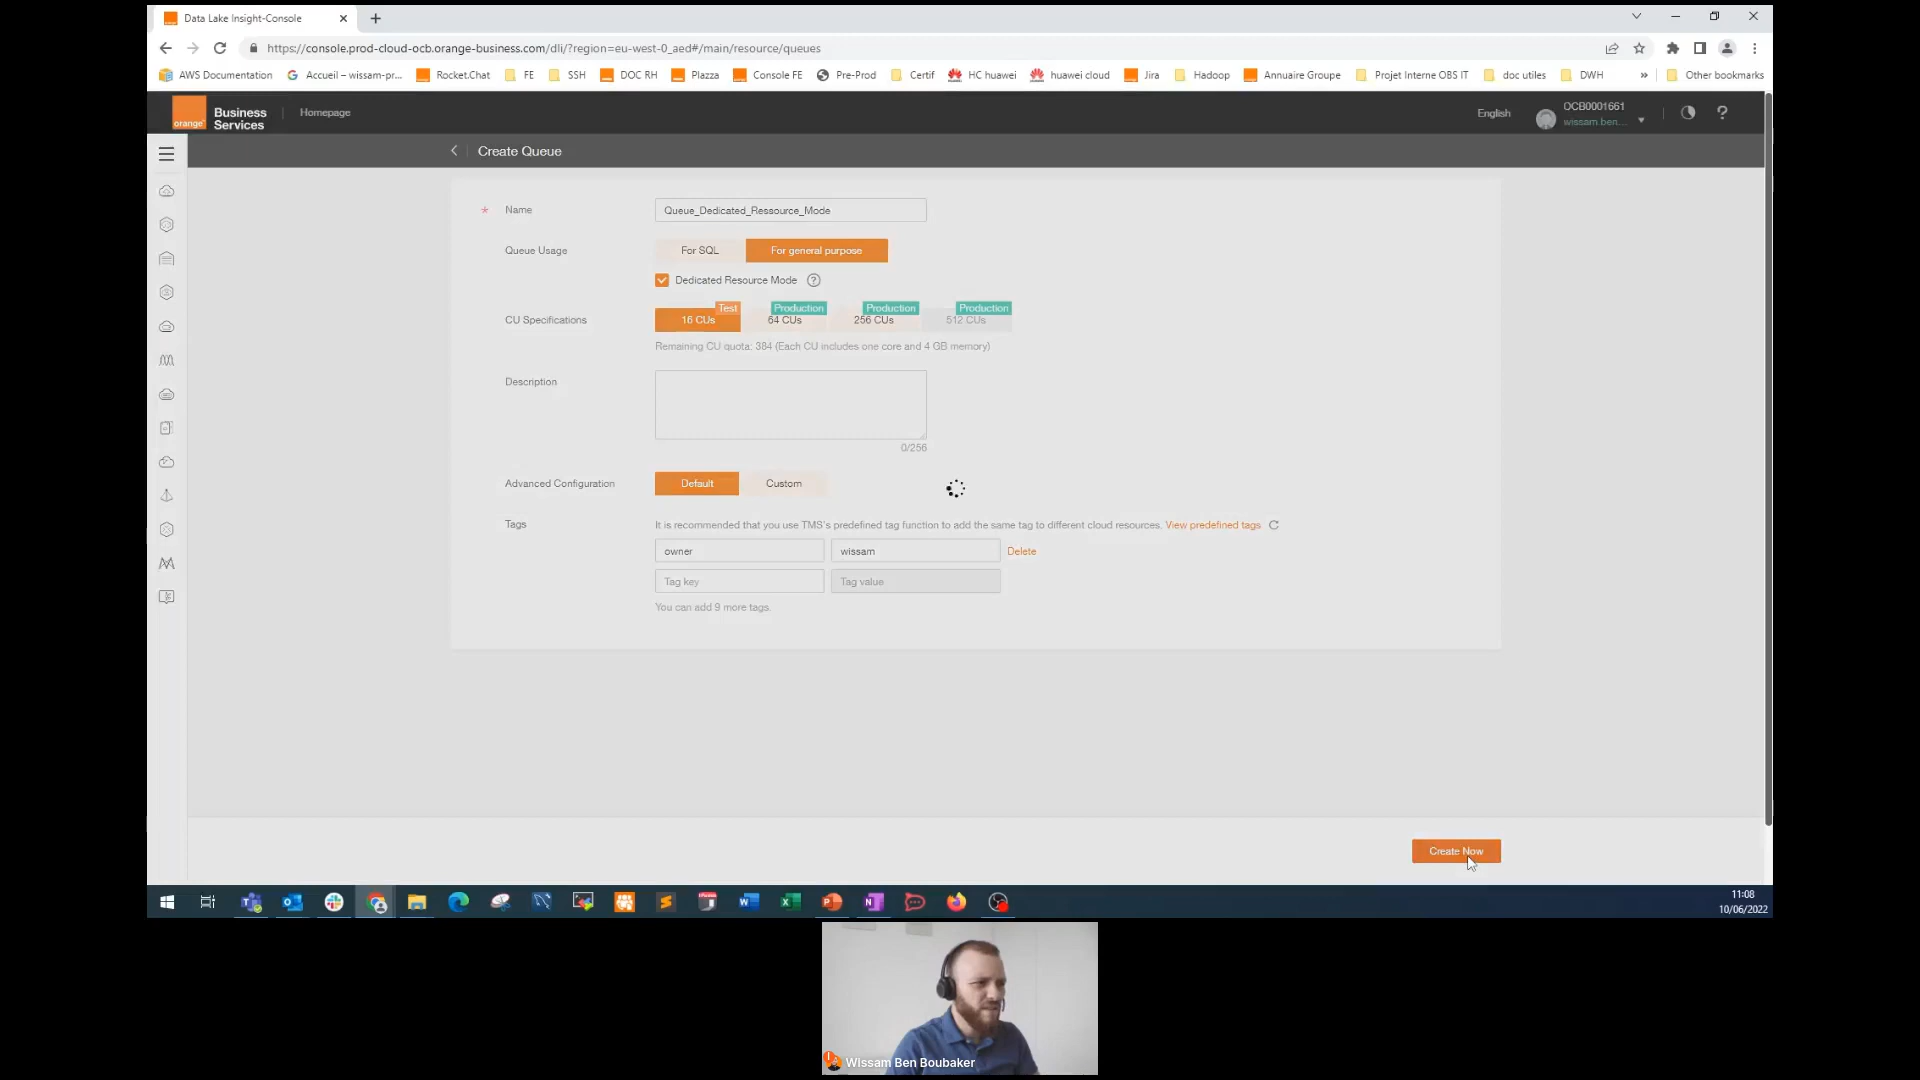 Data Lake Insight-Console
https://console.prod-cloud-ocb.orange-business.com/dli/?region=eu-west-0_aed#/main/resource/queues
AWS Documentation Accueil – wissam-pr... Rocket.Chat FE SSH DOC RH Plazza Console FE Pre-Prod Certif HC huawei huawei cloud Jira Hadoop Annuaire Groupe Projet Interne OBS IT doc utiles DWH » Other bookmarks
orange Business Services Homepage English OCB0001661
wissam ben...
Create Queue
* Name Queue_Dedicated_Ressource_Mode
Queue Usage For SQL For general purpose
Dedicated Resource Mode ?
Test Production Production Production
CU Specifications 16 CUs 64 CUs 256 CUs 512 CUs
Remaining CU quota: 384 (Each CU includes one core and 4 GB memory)
Description
0/256
Advanced Configuration Default Custom
Tags It is recommended that you use TMS's predefined tag function to add the same tag to different cloud resources. View predefined tags
owner wissam Delete
Tag key Tag value
You can add 9 more tags.
Create Now
11:08
10/06/2022
Wissam Ben Boubaker